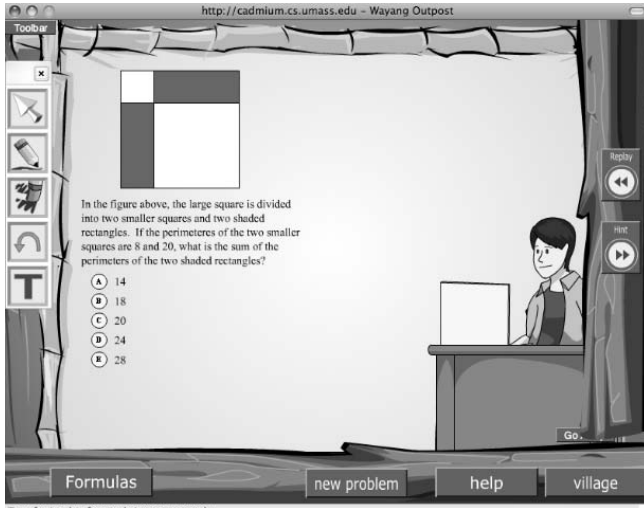 http://cadmium.cs.umass.edu – Wayang Outpost
Toolbar
In the figure above, the large square is divided
into two smaller squares and two shaded
rectangles. If the perimeteres of the two smaller
squares are 8 and 20, what is the sum of the
perimeters of the two shaded rectangles?
A 14
B 18
C 20
D 24
E 28
T
Replay
Hint
Go
Formulas
new problem
help
village